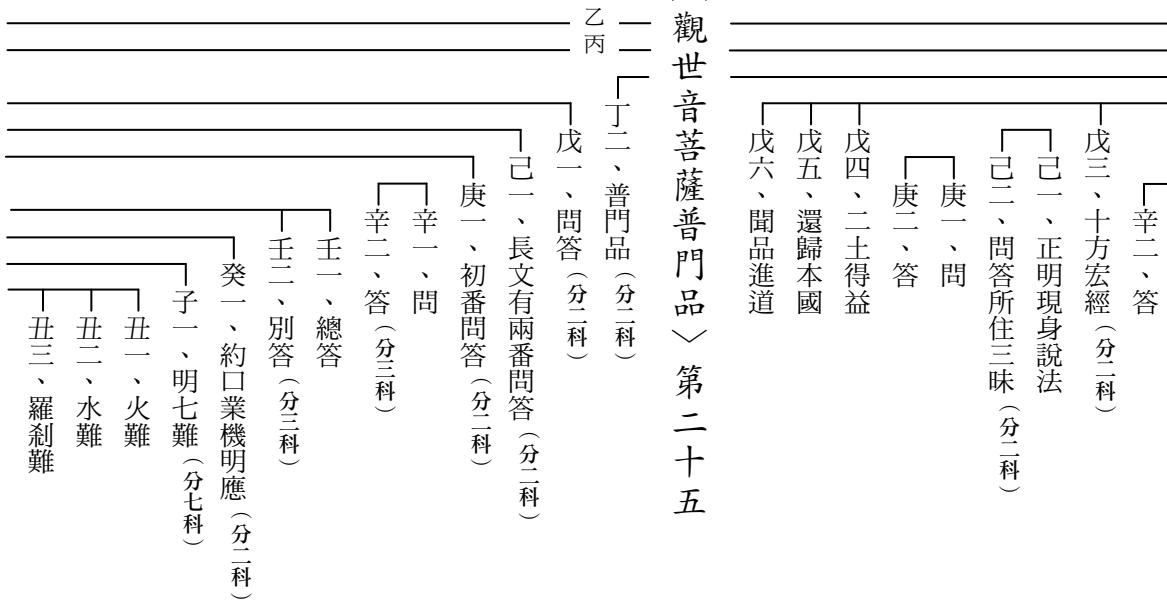 辛二、答
戊三、十方宏經（分二科）
己一、正明現身說法
己二、問答所住三昧（分二科）
庚一、問
庚二、答
戊四、二土得益
戊五、還歸本國
戊六、聞品進道
觀世音菩薩普門品〉第二十五
乙
丙
丁二、普門品（分二科）
戊一、問答（分二科）
己一、長文有兩番問答（分二科）
庚一、初番問答（分二科）
辛一、問
辛二、答（分三科）
壬一、總答
壬二、別答（分三科）
癸一、約口業機明應（分二科）
子一、明七難（分七科）
丑一、火難
丑二、水難
丑三、羅剎難